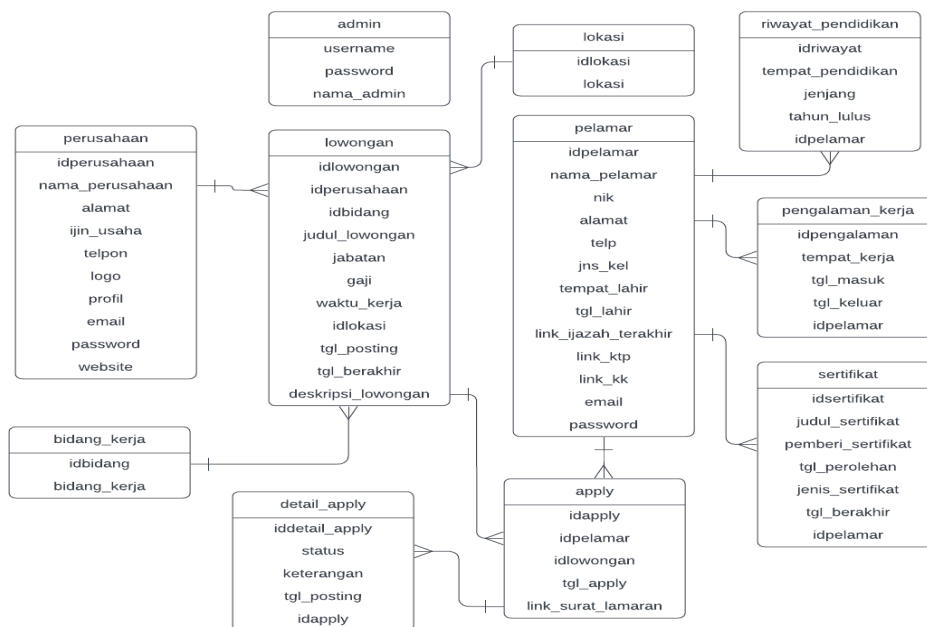 admin
username
password
nama_admin
lokasi
idlokasi
lokasi
riwayat_pendidikan
idriwayat
tempat_pendidikan
jenjang
tahun_lulus
idpelamar
perusahaan
idperusahaan
nama_perusahaan
alamat
ijin_usaha
telpon
logo
profil
email
password
website
lowongan
idlowongan
idperusahaan
idbidang
judul_lowongan
jabatan
gaji
waktu_kerja
idlokasi
tgl_posting
tgl_berakhir
deskripsi_lowongan
pelamar
idpelamar
nama_pelamar
nik
alamat
telp
jns_kel
tempat_lahir
tgl_lahir
link_ijazah_terakhir
link_ktp
link_kk
email
password
pengalaman_kerja
idpengalaman
tempat_kerja
tgl_masuk
tgl_keluar
idpelamar
sertifikat
idsertifikat
judul_sertifikat
pemberi_sertifikat
tgl_perolehan
jenis_sertifikat
tgl_berakhir
idpelamar
bidang_kerja
idbidang
bidang_kerja
detail_apply
iddetail_apply
status
keterangan
tgl_posting
idapply
apply
idapply
idpelamar
idlowongan
tgl_apply
link_surat_lamaran